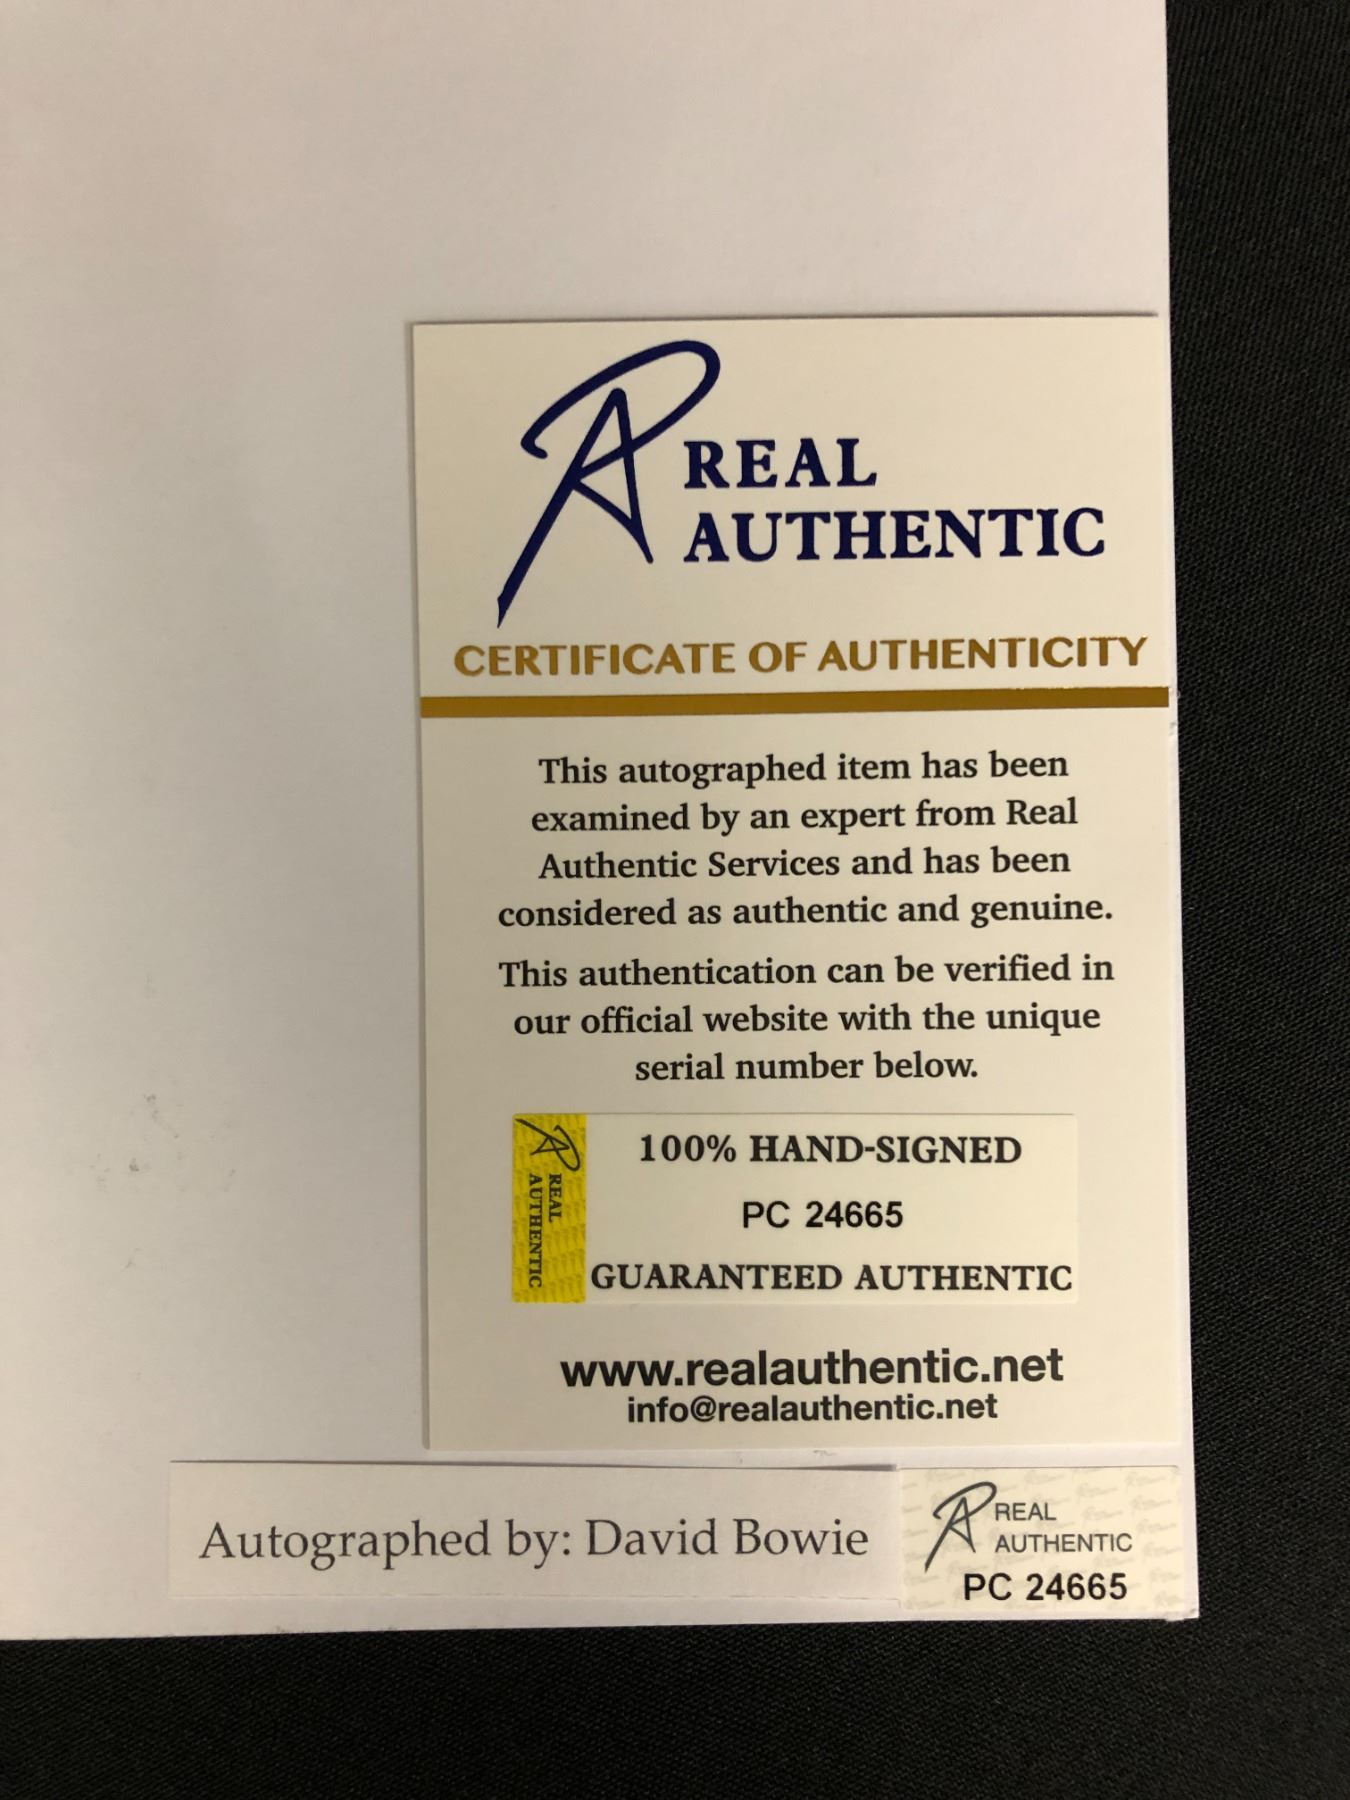 REAL
AUTHENTIC
CERTIFICATE OF AUTHENTICITY
This autographed item has been
examined by an expert from Real
Authentic Services and has been
considered as authentic and genuine.
This authentication can be verified in
our official website with the unique
serial number below.
REAL
AUTHENTIC
100% HAND-SIGNED
PC 24665
GUARANTEED AUTHENTIC
www.realauthentic.net
info@realauthentic.net
Autographed by: David Bowie
REAL
AUTHENTIC
PC 24665